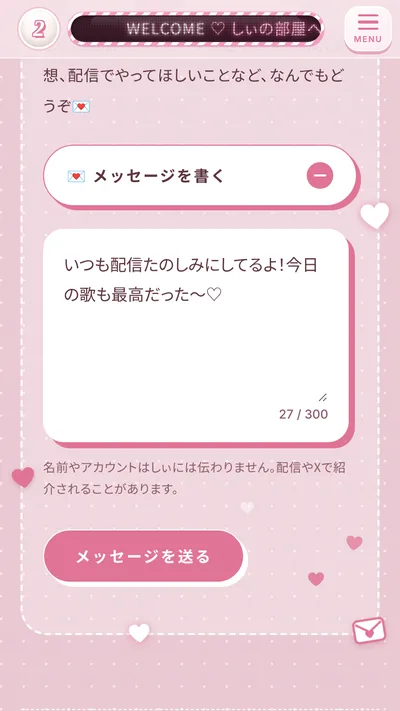 2
WELCOME ♡ しぃの部屋へ
MENU
想、配信でやってほしいことなど、なんでもど
うぞ💌
💌 メッセージを書く
いつも配信たのしみにしてるよ！今日
の歌も最高だった〜♡
27 / 300
名前やアカウントはしぃには伝わりません。配信やXで紹
介されることがあります。
メッセージを送る